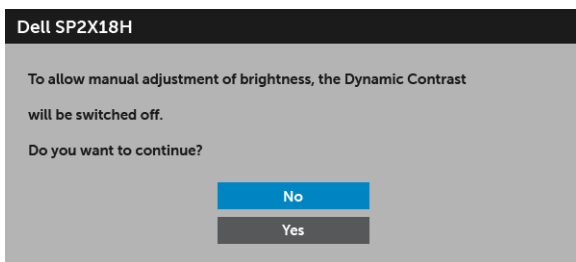 Dell SP2X18H
To allow manual adjustment of brightness, the Dynamic Contrast
will be switched off.
Do you want to continue?
No
Yes